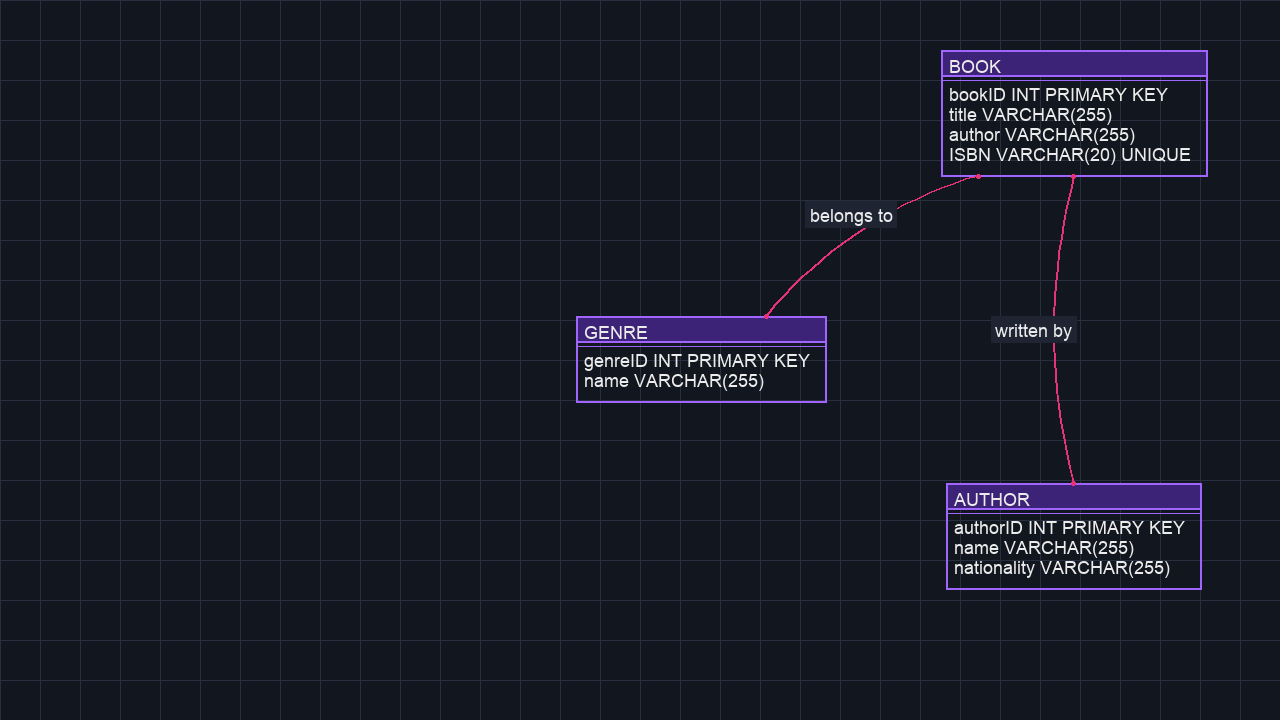 BOOK
bookID INT PRIMARY KEY
title VARCHAR(255)
author VARCHAR(255)
ISBN VARCHAR(20) UNIQUE
belongs to
GENRE
genreID INT PRIMARY KEY
name VARCHAR(255)
written by
AUTHOR
authorID INT PRIMARY KEY
name VARCHAR(255)
nationality VARCHAR(255)